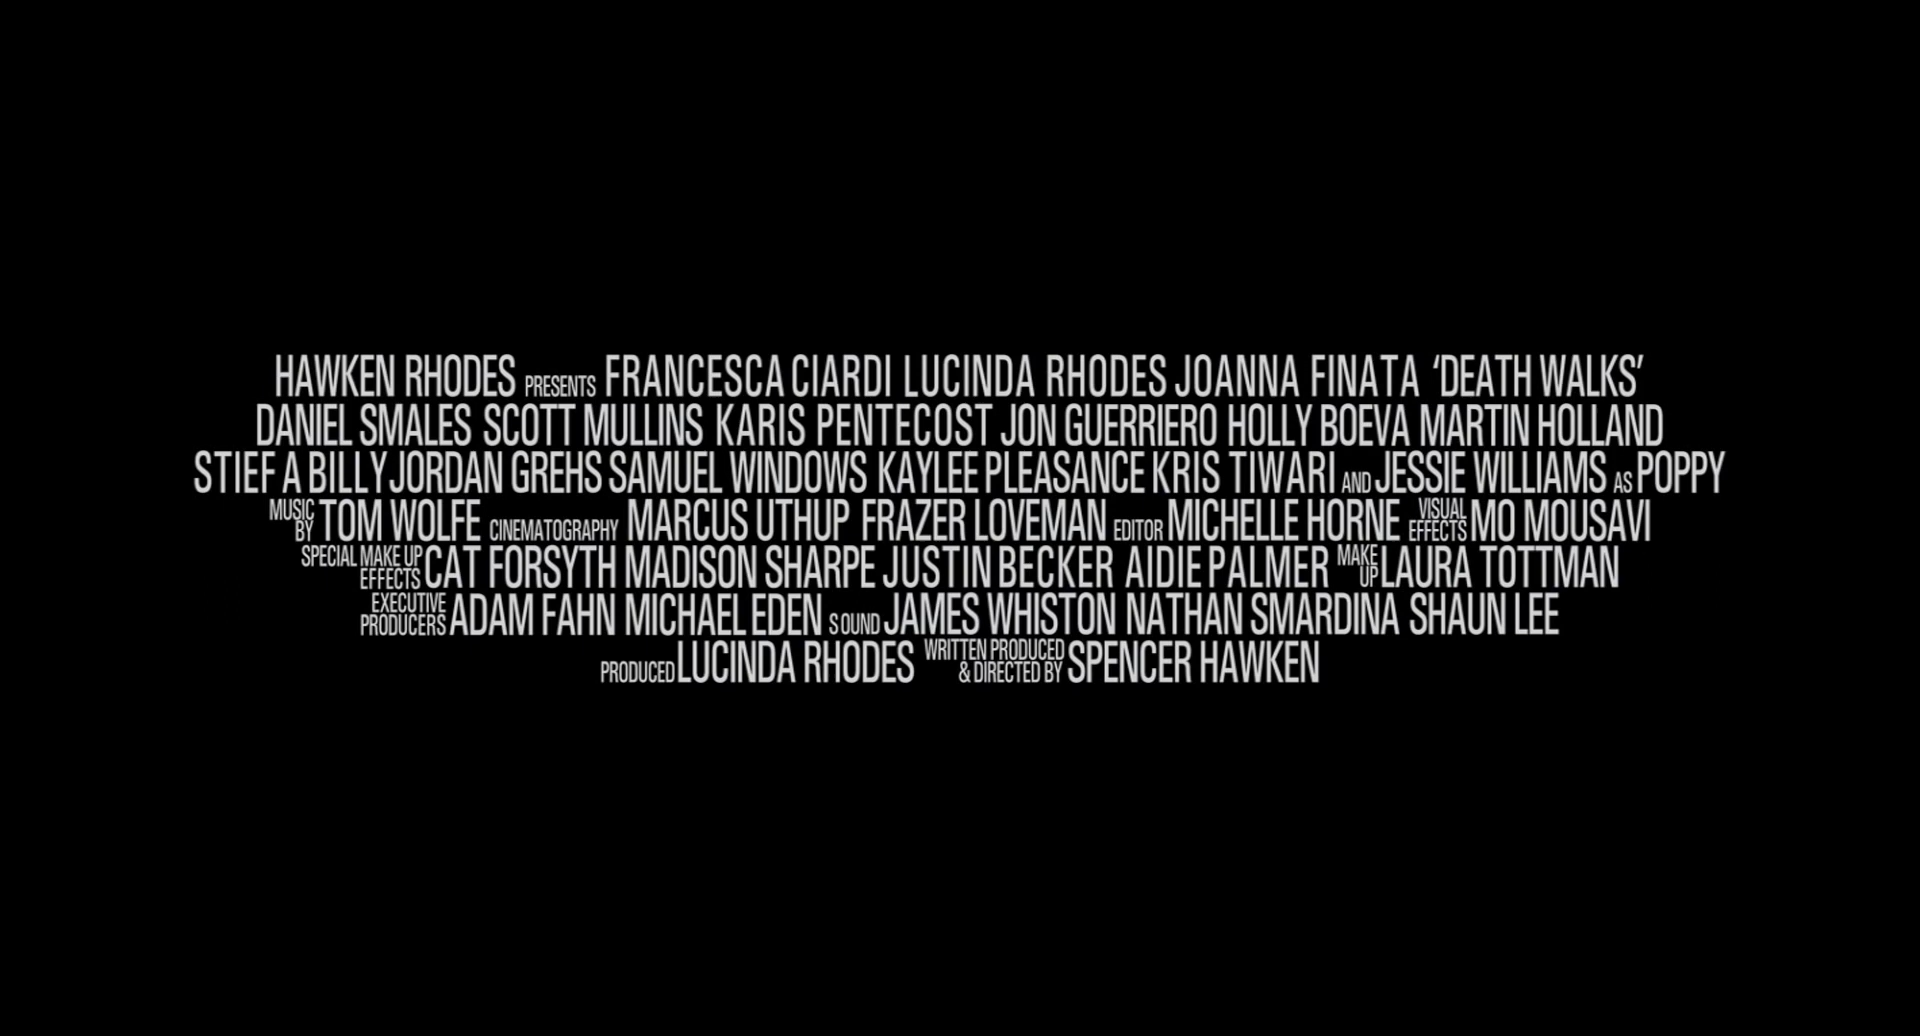 HAWKEN RHODES PRESENTS FRANCESCA CIARDI LUCINDA RHODES JOANNA FINATA ‘DEATH WALKS’
DANIEL SMALES SCOTT MULLINS KARIS PENTECOST JON GUERRIERO HOLLY BOEVA MARTIN HOLLAND
STIEF A BILLY JORDAN GREHS SAMUEL WINDOWS KAYLEE PLEASANCE KRIS TIWARI AND JESSIE WILLIAMS AS POPPY
MUSIC BY TOM WOLFE CINEMATOGRAPHY MARCUS UTHUP FRAZER LOVEMAN EDITOR MICHELLE HORNE VISUAL EFFECTS MO MOUSAVI
SPECIAL MAKE UP EFFECTS CAT FORSYTH MADISON SHARPE JUSTIN BECKER AIDIE PALMER MAKE UP LAURA TOTTMAN
EXECUTIVE PRODUCERS ADAM FAHN MICHAEL EDEN SOUND JAMES WHISTON NATHAN SMARDINA SHAUN LEE
PRODUCED LUCINDA RHODES WRITTEN PRODUCED & DIRECTED BY SPENCER HAWKEN